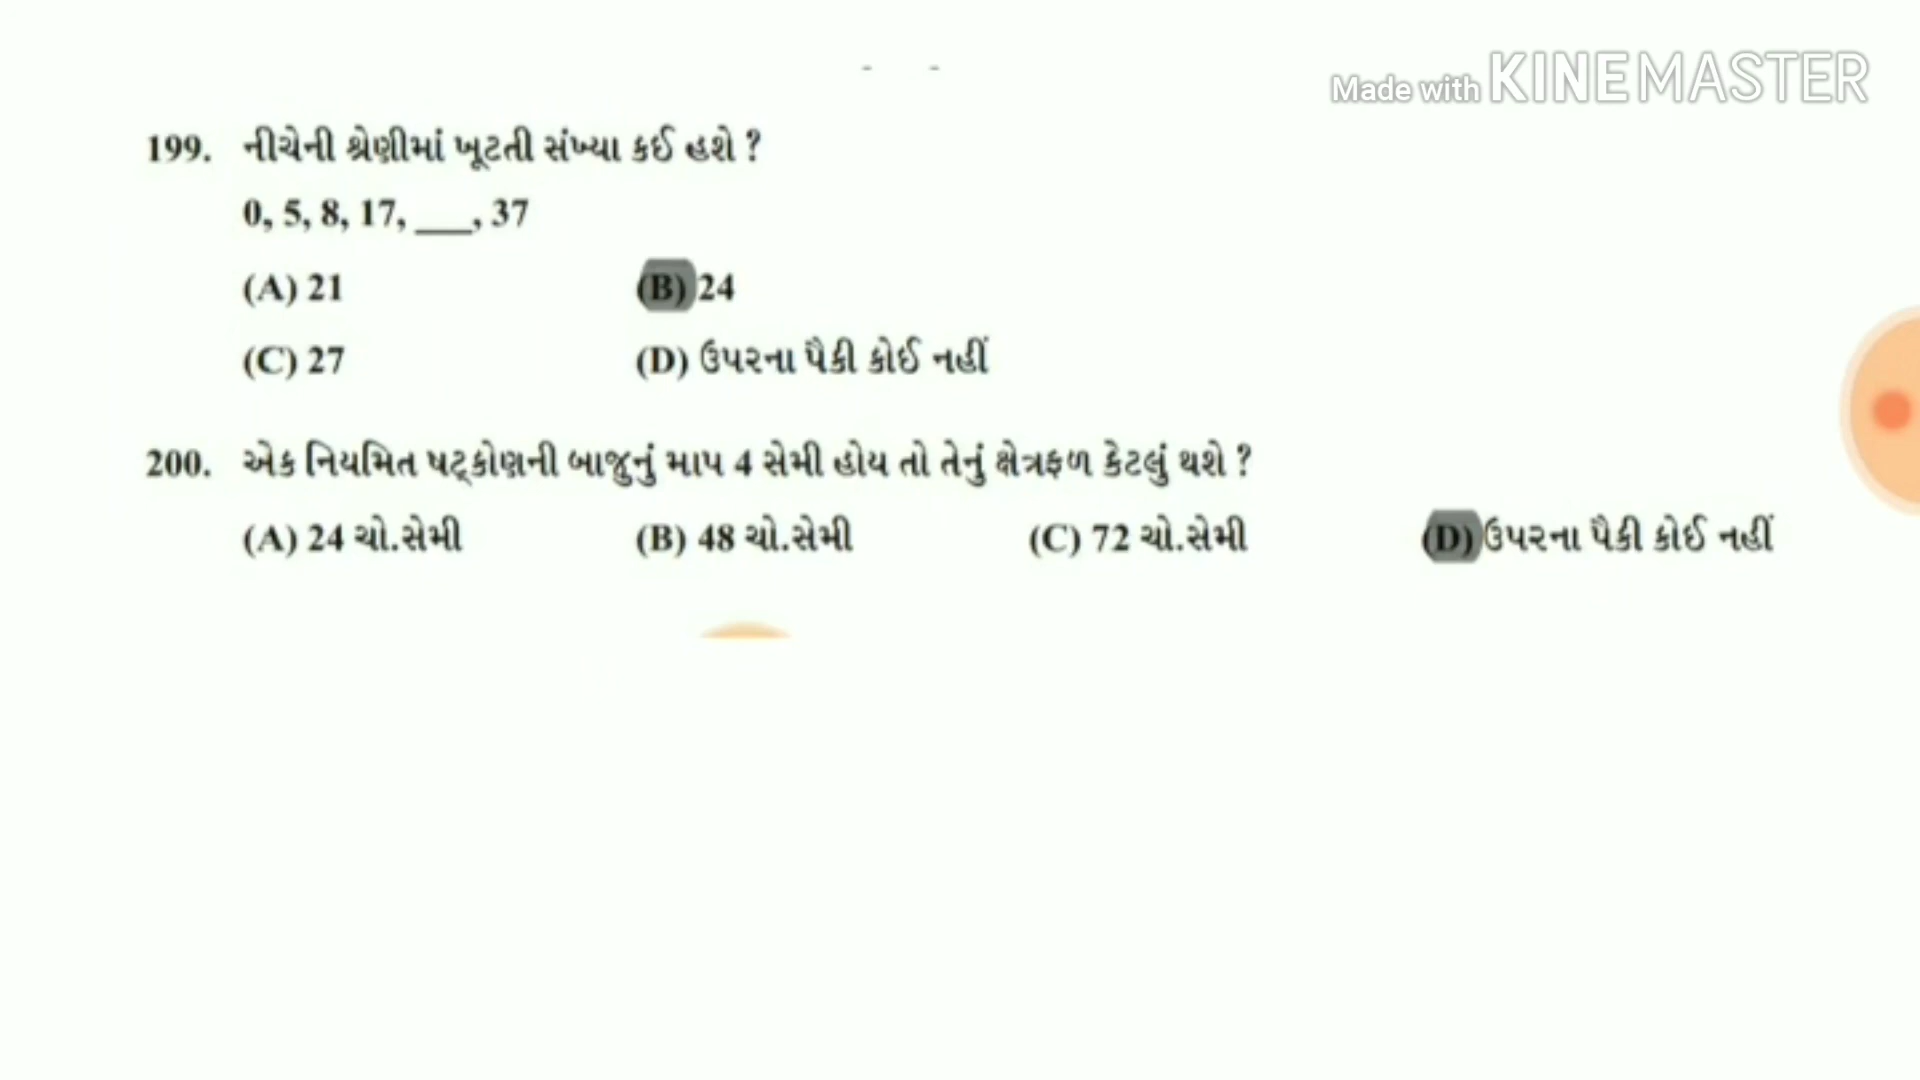 Made with KINEMASTER
199. નીચેની શ્રેણીમાં ખૂટતી સંખ્યા કઈ હશે ?
0, 5, 8, 17, ___, 37
(A) 21 (B) 24
(C) 27 (D) ઉપરના પૈકી કોઈ નહીં
200. એક નિયમિત ષટ્કોણની બાજુનું માપ 4 સેમી હોય તો તેનું ક્ષેત્રફળ કેટલું થશે ?
(A) 24 ચો.સેમી (B) 48 ચો.સેમી (C) 72 ચો.સેમી (D) ઉપરના પૈકી કોઈ નહીં